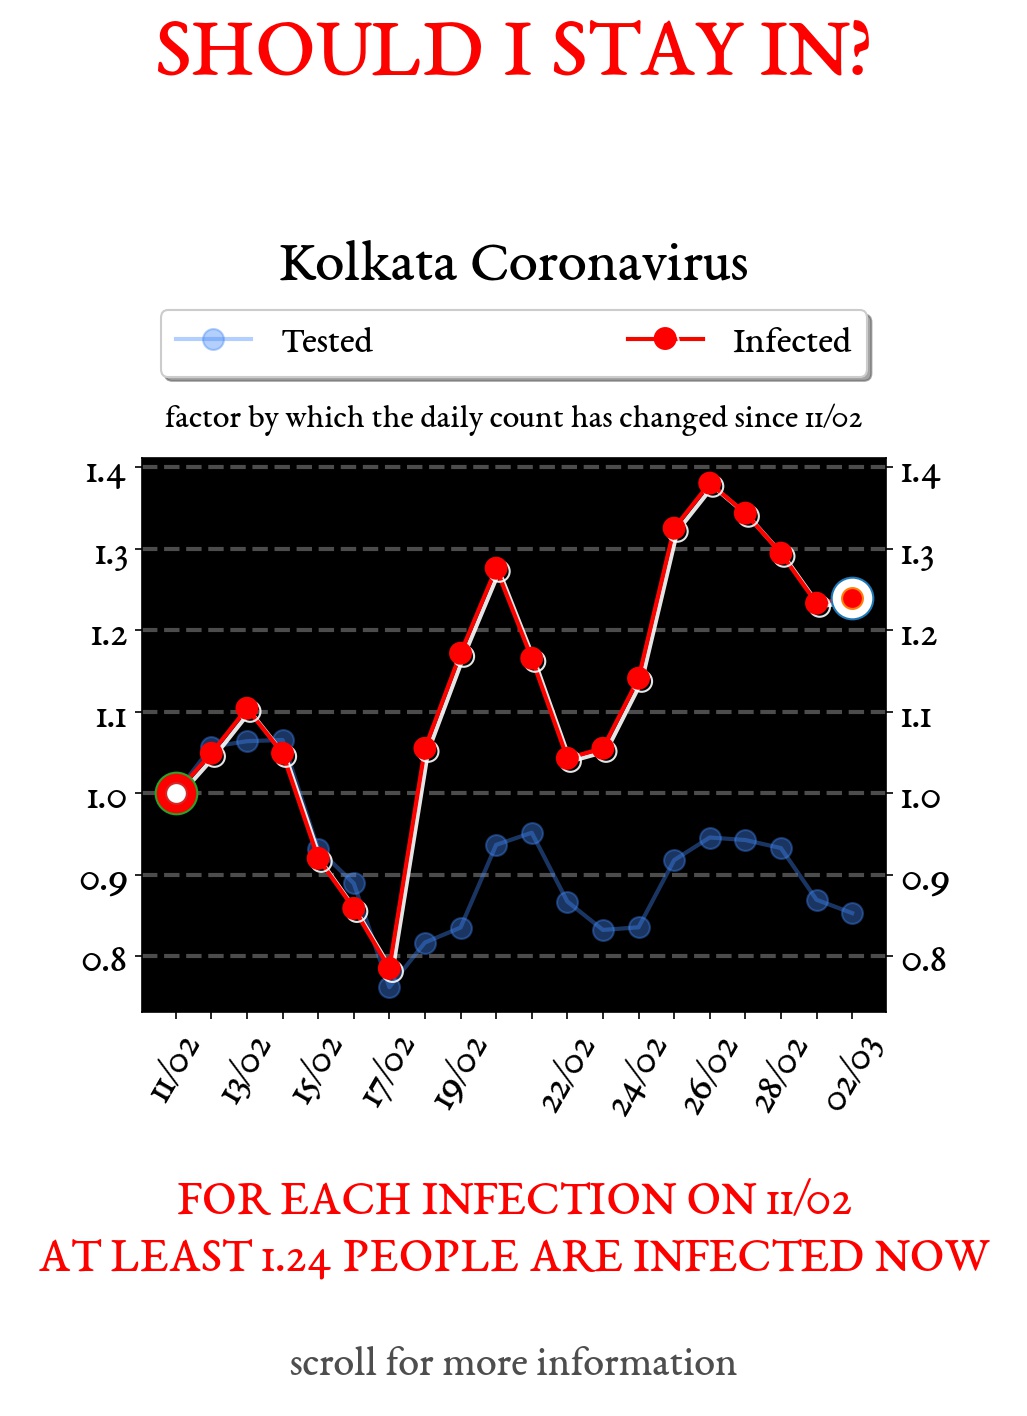 SHOULD I STAY IN?
Kolkata Coronavirus
Tested Infected
factor by which the daily count has changed since 11/02
1.4 1.4
1.3 1.3
1.2 1.2
1.1 1.1
1.0 1.0
0.9 0.9
0.8 0.8
11/02 13/02 15/02 17/02 19/02 22/02 24/02 26/02 28/02 02/03
FOR EACH INFECTION ON 11/02
AT LEAST 1.24 PEOPLE ARE INFECTED NOW
scroll for more information